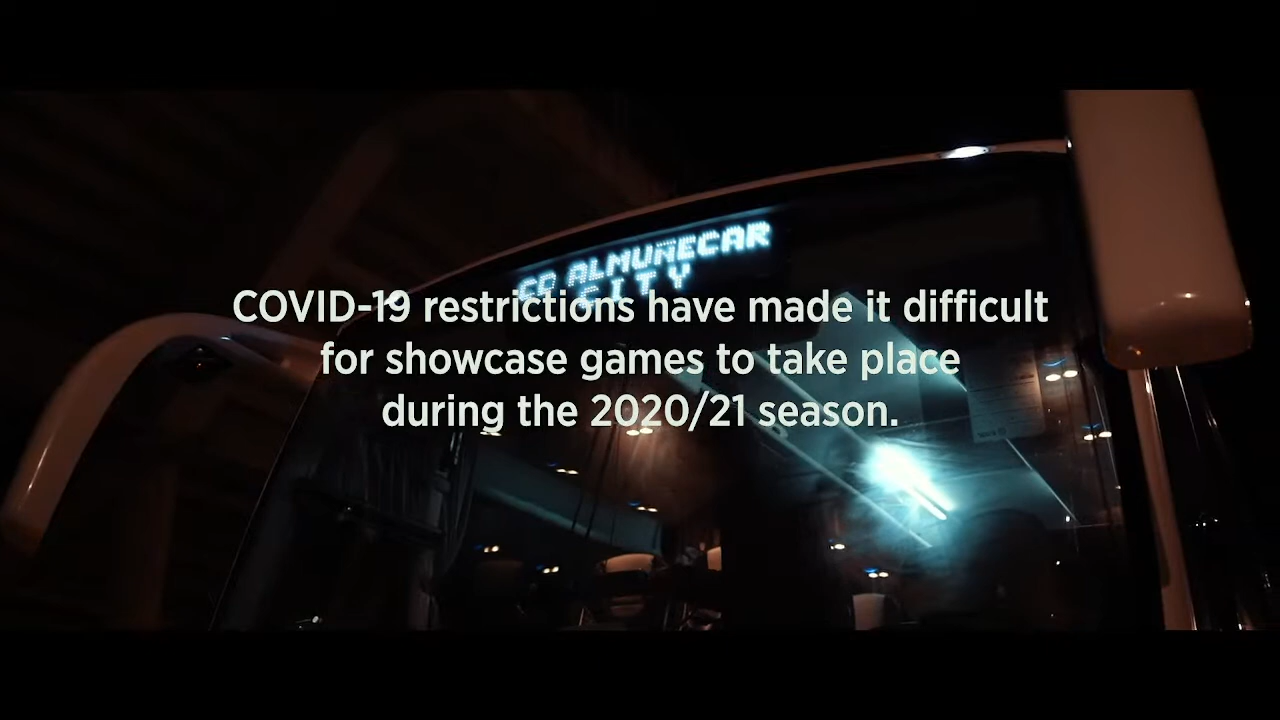 CD ALMUÑECAR
CITY
COVID-19 restrictions have made it difficult
for showcase games to take place
during the 2020/21 season.